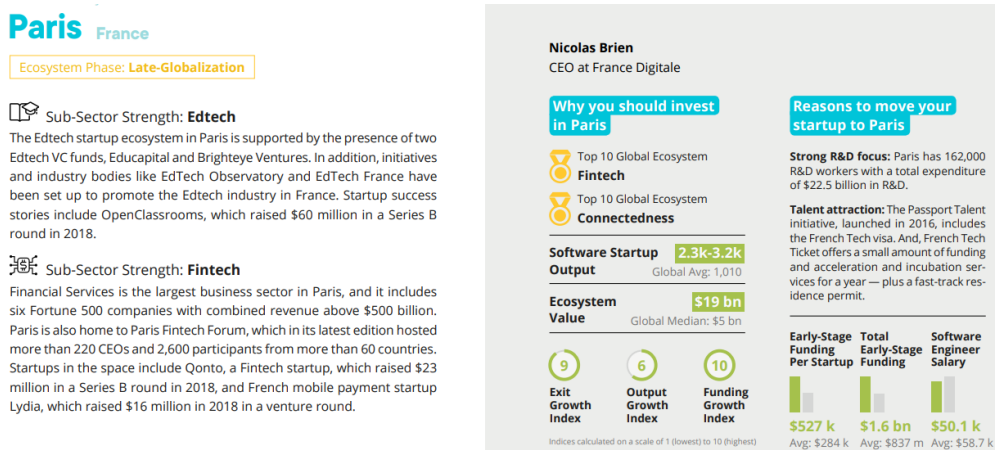 Paris France
Ecosystem Phase: Late-Globalization
Sub-Sector Strength: Edtech
The Edtech startup ecosystem in Paris is supported by the presence of two
Edtech VC funds, Educapital and Brighteye Ventures. In addition, initiatives
and industry bodies like EdTech Observatory and EdTech France have
been set up to promote the Edtech industry in France. Startup success
stories include OpenClassrooms, which raised $60 million in a Series B
round in 2018.
Sub-Sector Strength: Fintech
Financial Services is the largest business sector in Paris, and it includes
six Fortune 500 companies with combined revenue above $500 billion.
Paris is also home to Paris Fintech Forum, which in its latest edition hosted
more than 220 CEOs and 2,600 participants from more than 60 countries.
Startups in the space include Qonto, a Fintech startup, which raised $23
million in a Series B round in 2018, and French mobile payment startup
Lydia, which raised $16 million in 2018 in a venture round.
Nicolas Brien
CEO at France Digitale
Why you should invest
in Paris
Top 10 Global Ecosystem
Fintech
Top 10 Global Ecosystem
Connectedness
Software Startup
Output
2.3k-3.2k
Global Avg: 1,010
Ecosystem
Value
$19 bn
Global Median: $5 bn
9
Exit
Growth
Index
6
Output
Growth
Index
10
Funding
Growth
Index
Indices calculated on a scale of 1 (lowest) to 10 (highest)
Reasons to move your
startup to Paris
Strong R&D focus: Paris has 162,000
R&D workers with a total expenditure
of $22.5 billion in R&D.
Talent attraction: The Passport Talent
initiative, launched in 2016, includes
the French Tech visa. And, French Tech
Ticket offers a small amount of funding
and acceleration and incubation ser-
vices for a year — plus a fast-track res-
idence permit.
Early-Stage
Funding
Per Startup
$527 k
Avg: $284 k
Total
Early-Stage
Funding
$1.6 bn
Avg: $837 m
Software
Engineer
Salary
$50.1 k
Avg: $58.7 k